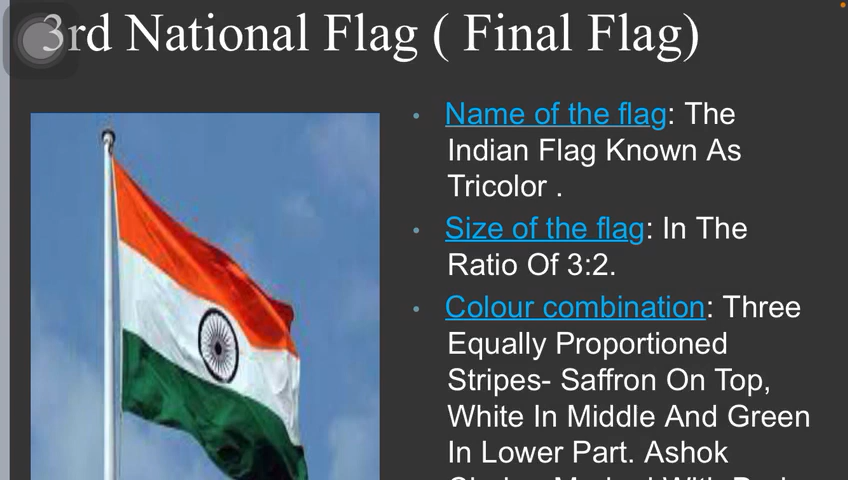 3rd National Flag ( Final Flag)
• Name of the flag: The
Indian Flag Known As
Tricolor .
• Size of the flag: In The
Ratio Of 3:2.
• Colour combination: Three
Equally Proportioned
Stripes- Saffron On Top,
White In Middle And Green
In Lower Part. Ashok